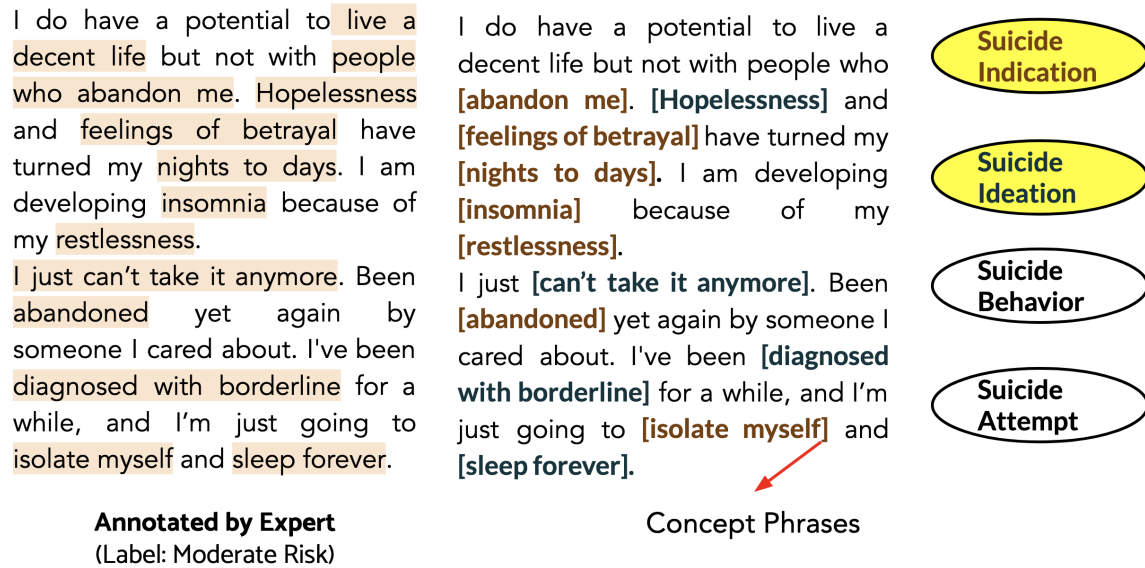 I do have a potential to live a
decent life but not with people
who abandon me. Hopelessness
and feelings of betrayal have
turned my nights to days. I am
developing insomnia because of
my restlessness.
I just can’t take it anymore. Been
abandoned yet again by
someone I cared about. I've been
diagnosed with borderline for a
while, and I’m just going to
isolate myself and sleep forever.
Annotated by Expert
(Label: Moderate Risk)
I do have a potential to live a
decent life but not with people who
[abandon me]. [Hopelessness] and
[feelings of betrayal] have turned my
[nights to days]. I am developing
[insomnia] because of my
[restlessness].
I just [can’t take it anymore]. Been
[abandoned] yet again by someone I
cared about. I've been [diagnosed
with borderline] for a while, and I’m
just going to [isolate myself] and
[sleep forever].
Concept Phrases
Suicide
Indication
Suicide
Ideation
Suicide
Behavior
Suicide
Attempt